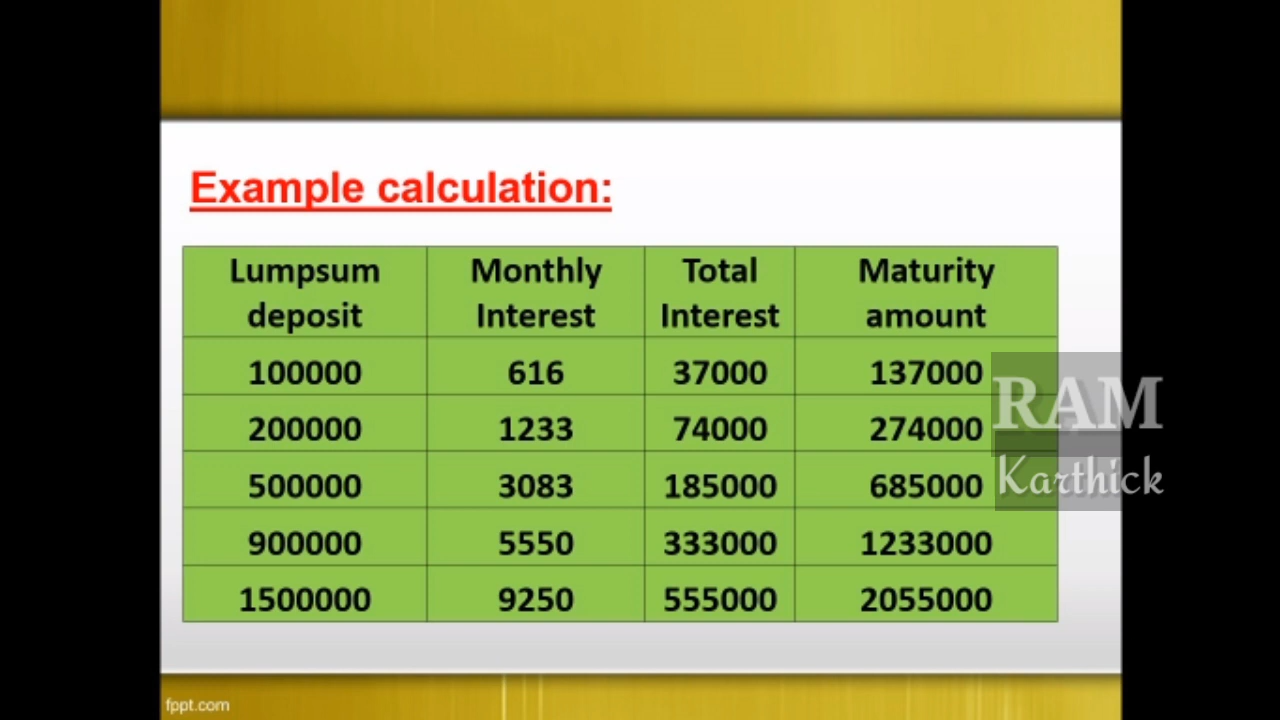 Example calculation:
Lumpsum deposit Monthly Interest Total Interest Maturity amount
100000 616 37000 137000
200000 1233 74000 274000
500000 3083 185000 685000
900000 5550 333000 1233000
1500000 9250 555000 2055000
RAM
Karthick
fppt.com